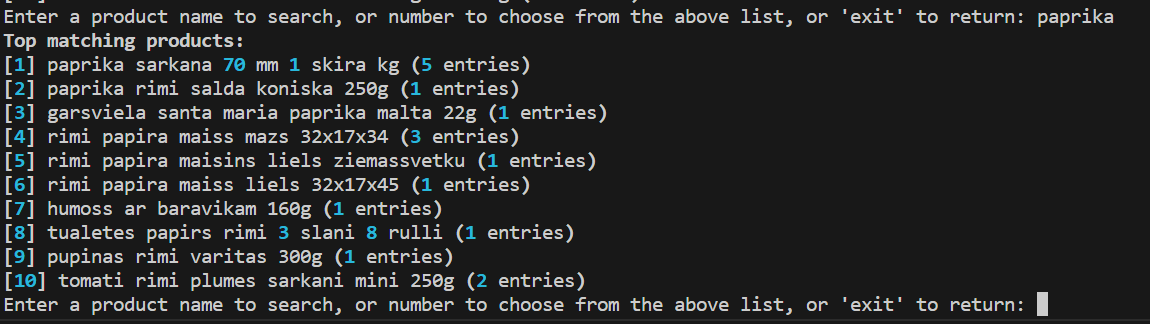 Enter a product name to search, or number to choose from the above list, or 'exit' to return: paprika
Top matching products:
[1] paprika sarkana 70 mm 1 skira kg (5 entries)
[2] paprika rimi salda koniska 250g (1 entries)
[3] garsviela santa maria paprika malta 22g (1 entries)
[4] rimi papira maiss mazs 32x17x34 (3 entries)
[5] rimi papira maisins liels ziemassvetku (1 entries)
[6] rimi papira maiss liels 32x17x45 (1 entries)
[7] humoss ar baravikam 160g (1 entries)
[8] tualetes papirs rimi 3 slani 8 rulli (1 entries)
[9] pupinas rimi varitas 300g (1 entries)
[10] tomati rimi plumes sarkani mini 250g (2 entries)
Enter a product name to search, or number to choose from the above list, or 'exit' to return: